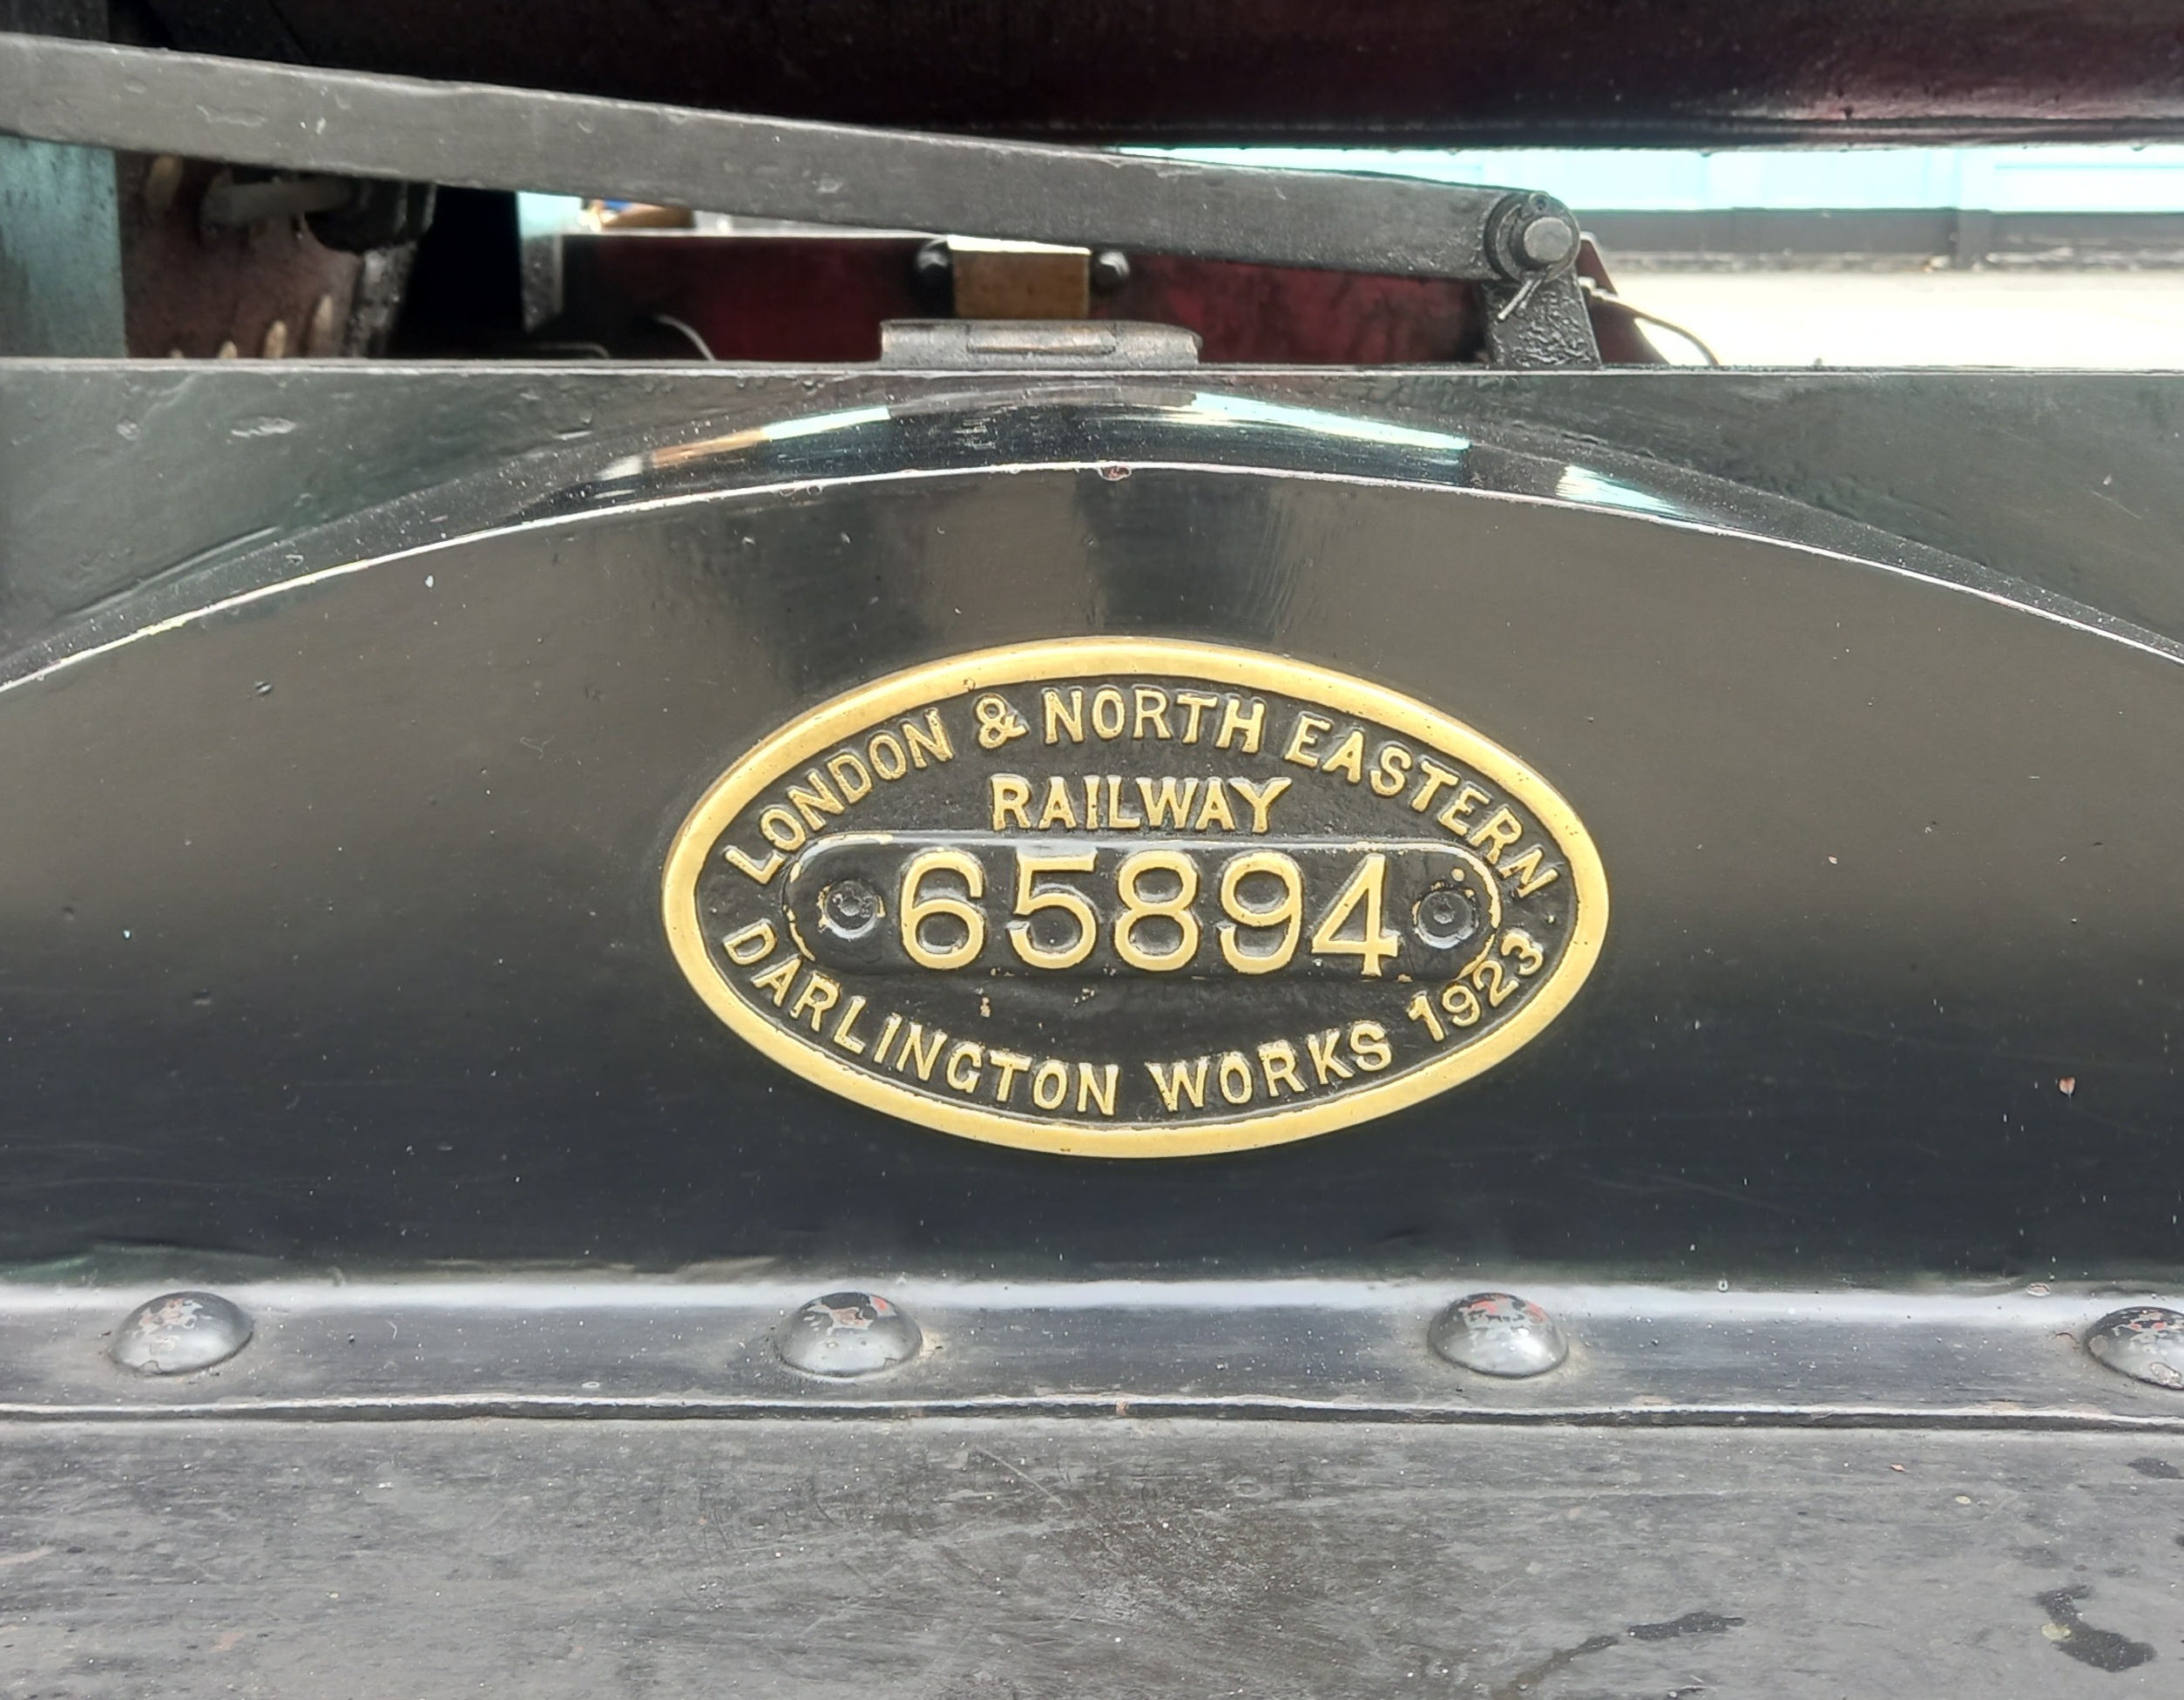 LONDON & NORTH EASTERN
RAILWAY
65894
DARLINGTON WORKS 1923